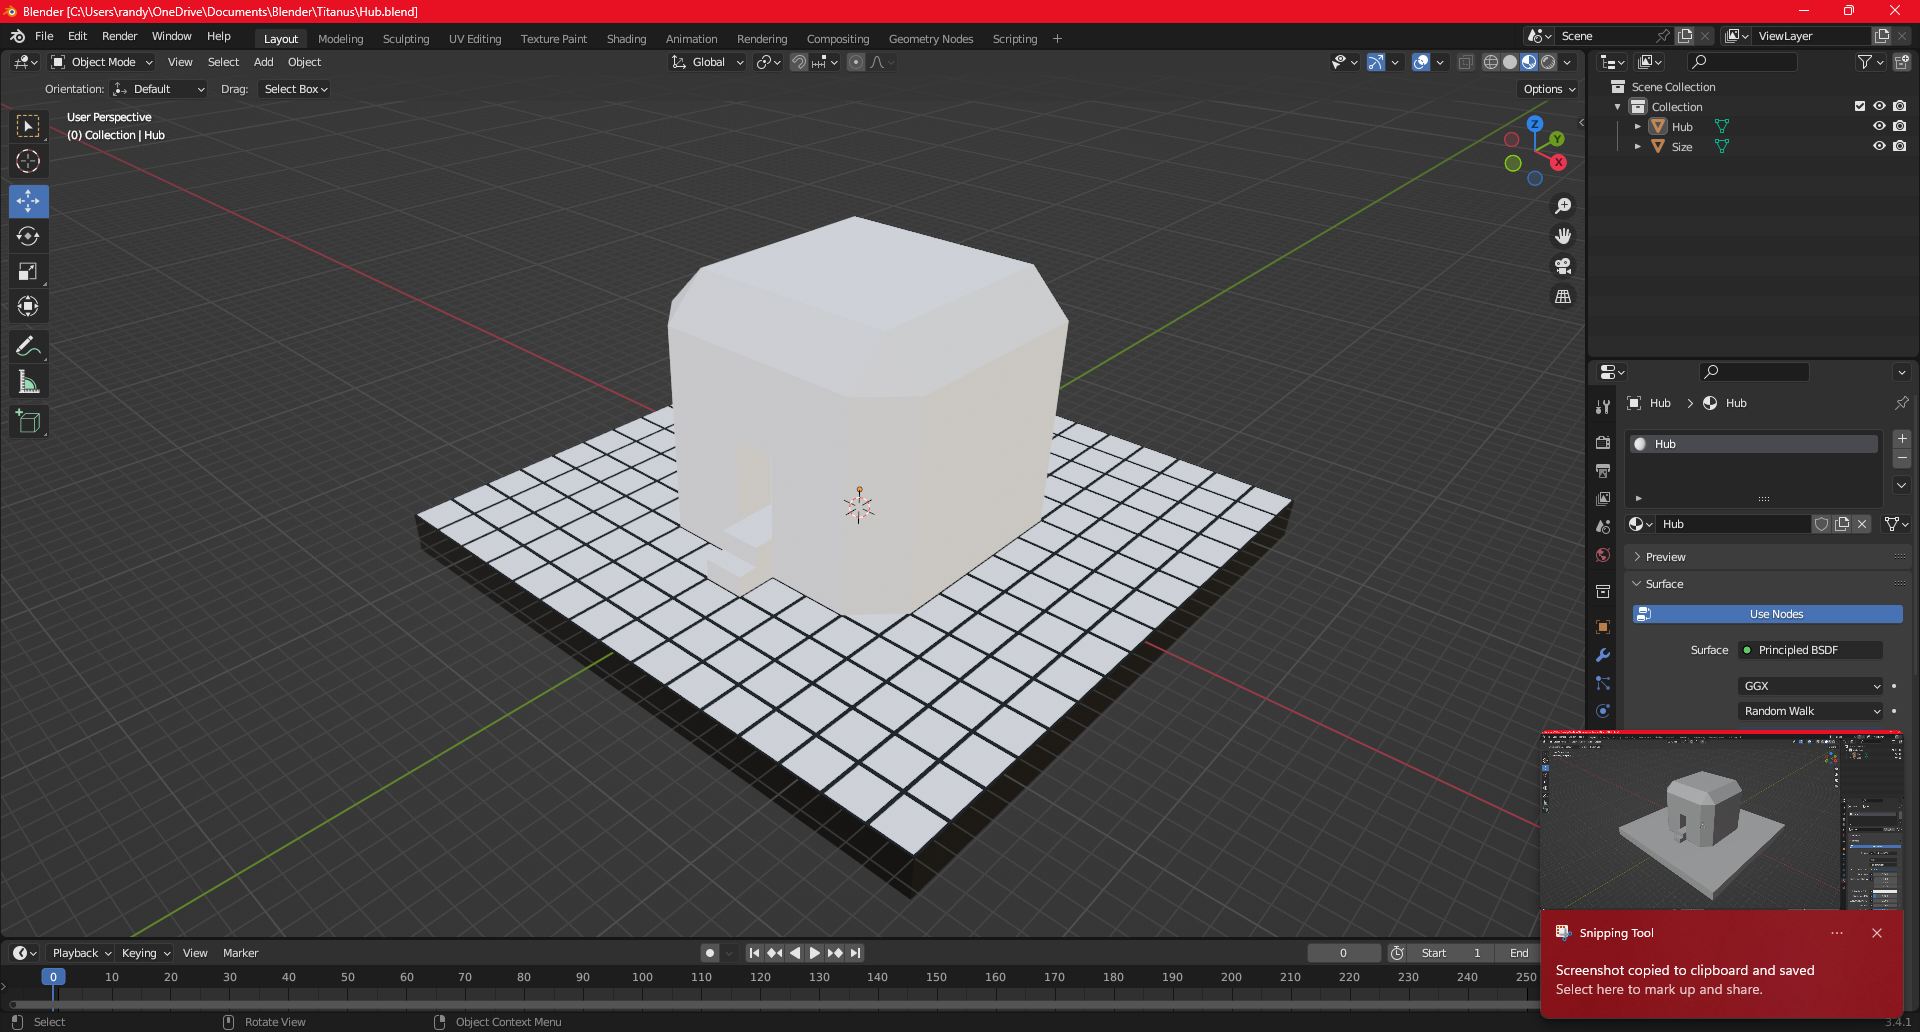 Blender [C:\Users\randy\OneDrive\Documents\Blender\Titanus\Hub.blend]
File Edit Render Window Help Layout Modeling Sculpting UV Editing Texture Paint Shading Animation Rendering Compositing Geometry Nodes Scripting + Scene ViewLayer
Object Mode View Select Add Object Global
Orientation: Default Drag: Select Box Options
User Perspective
(0) Collection | Hub
Z
Y
X
Scene Collection
Collection
Hub
Size
Hub > Hub
Hub
Hub
Preview
Surface
Use Nodes
Surface Principled BSDF
GGX
Random Walk
Playback Keying View Marker 0 Start 1 End
0 10 20 30 40 50 60 70 80 90 100 110 120 130 140 150 160 170 180 190 200 210 220 230 240 250
Snipping Tool
Screenshot copied to clipboard and saved
Select here to mark up and share.
Select Rotate View Object Context Menu 3.4.1